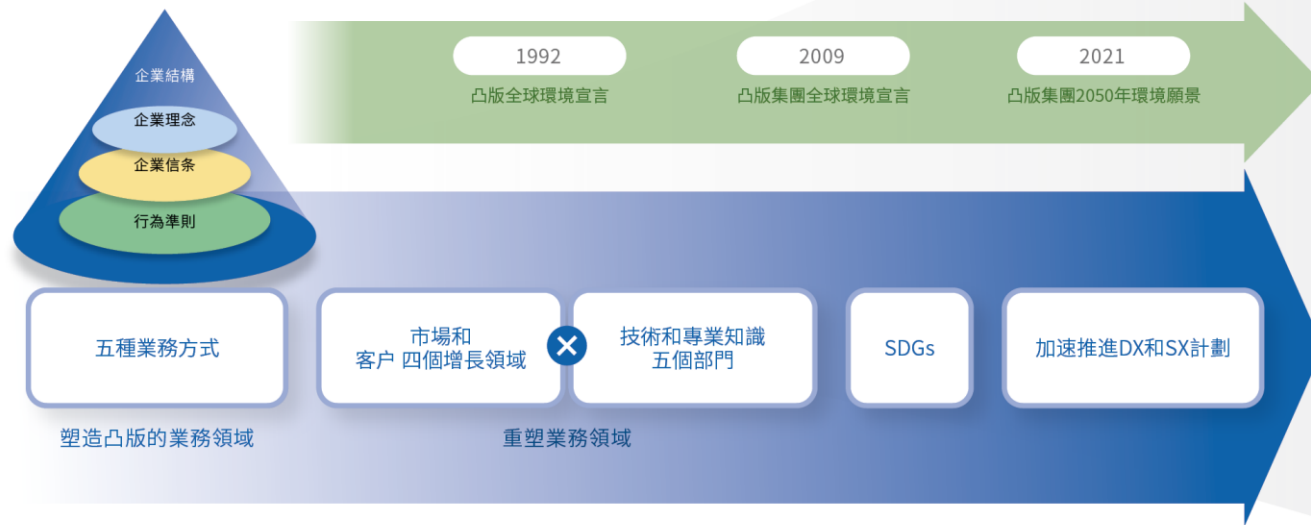 企業結構
企業理念
企業信条
行為準則
1992
凸版全球環境宣言
2009
凸版集團全球環境宣言
2021
凸版集團2050年環境願景
五種業務方式
市場和
客户 四個增長領域
技術和專業知識
五個部門
SDGs
加速推進DX和SX計劃
塑造凸版的業務領域
重塑業務領域